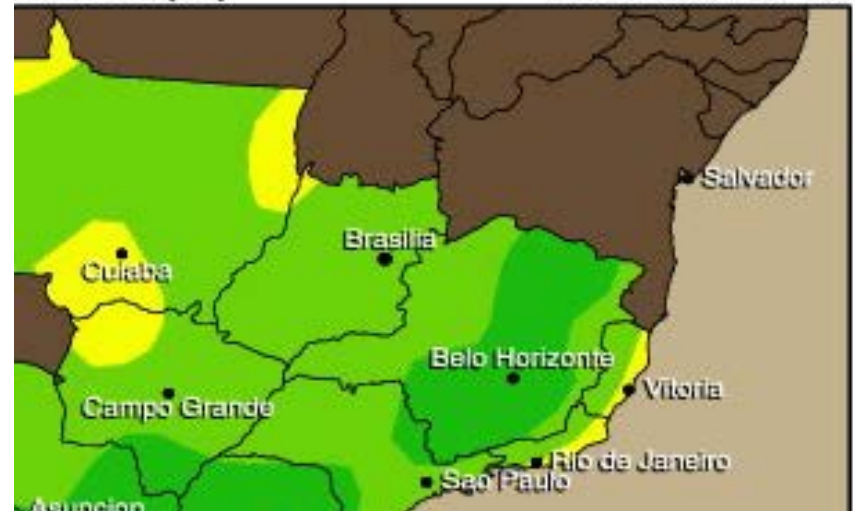 Salvador
Brasilia
Cuiaba
Belo Horizonte
Vitoria
Campo Grande
Rio de Janeiro
Sao Paulo
Asuncion